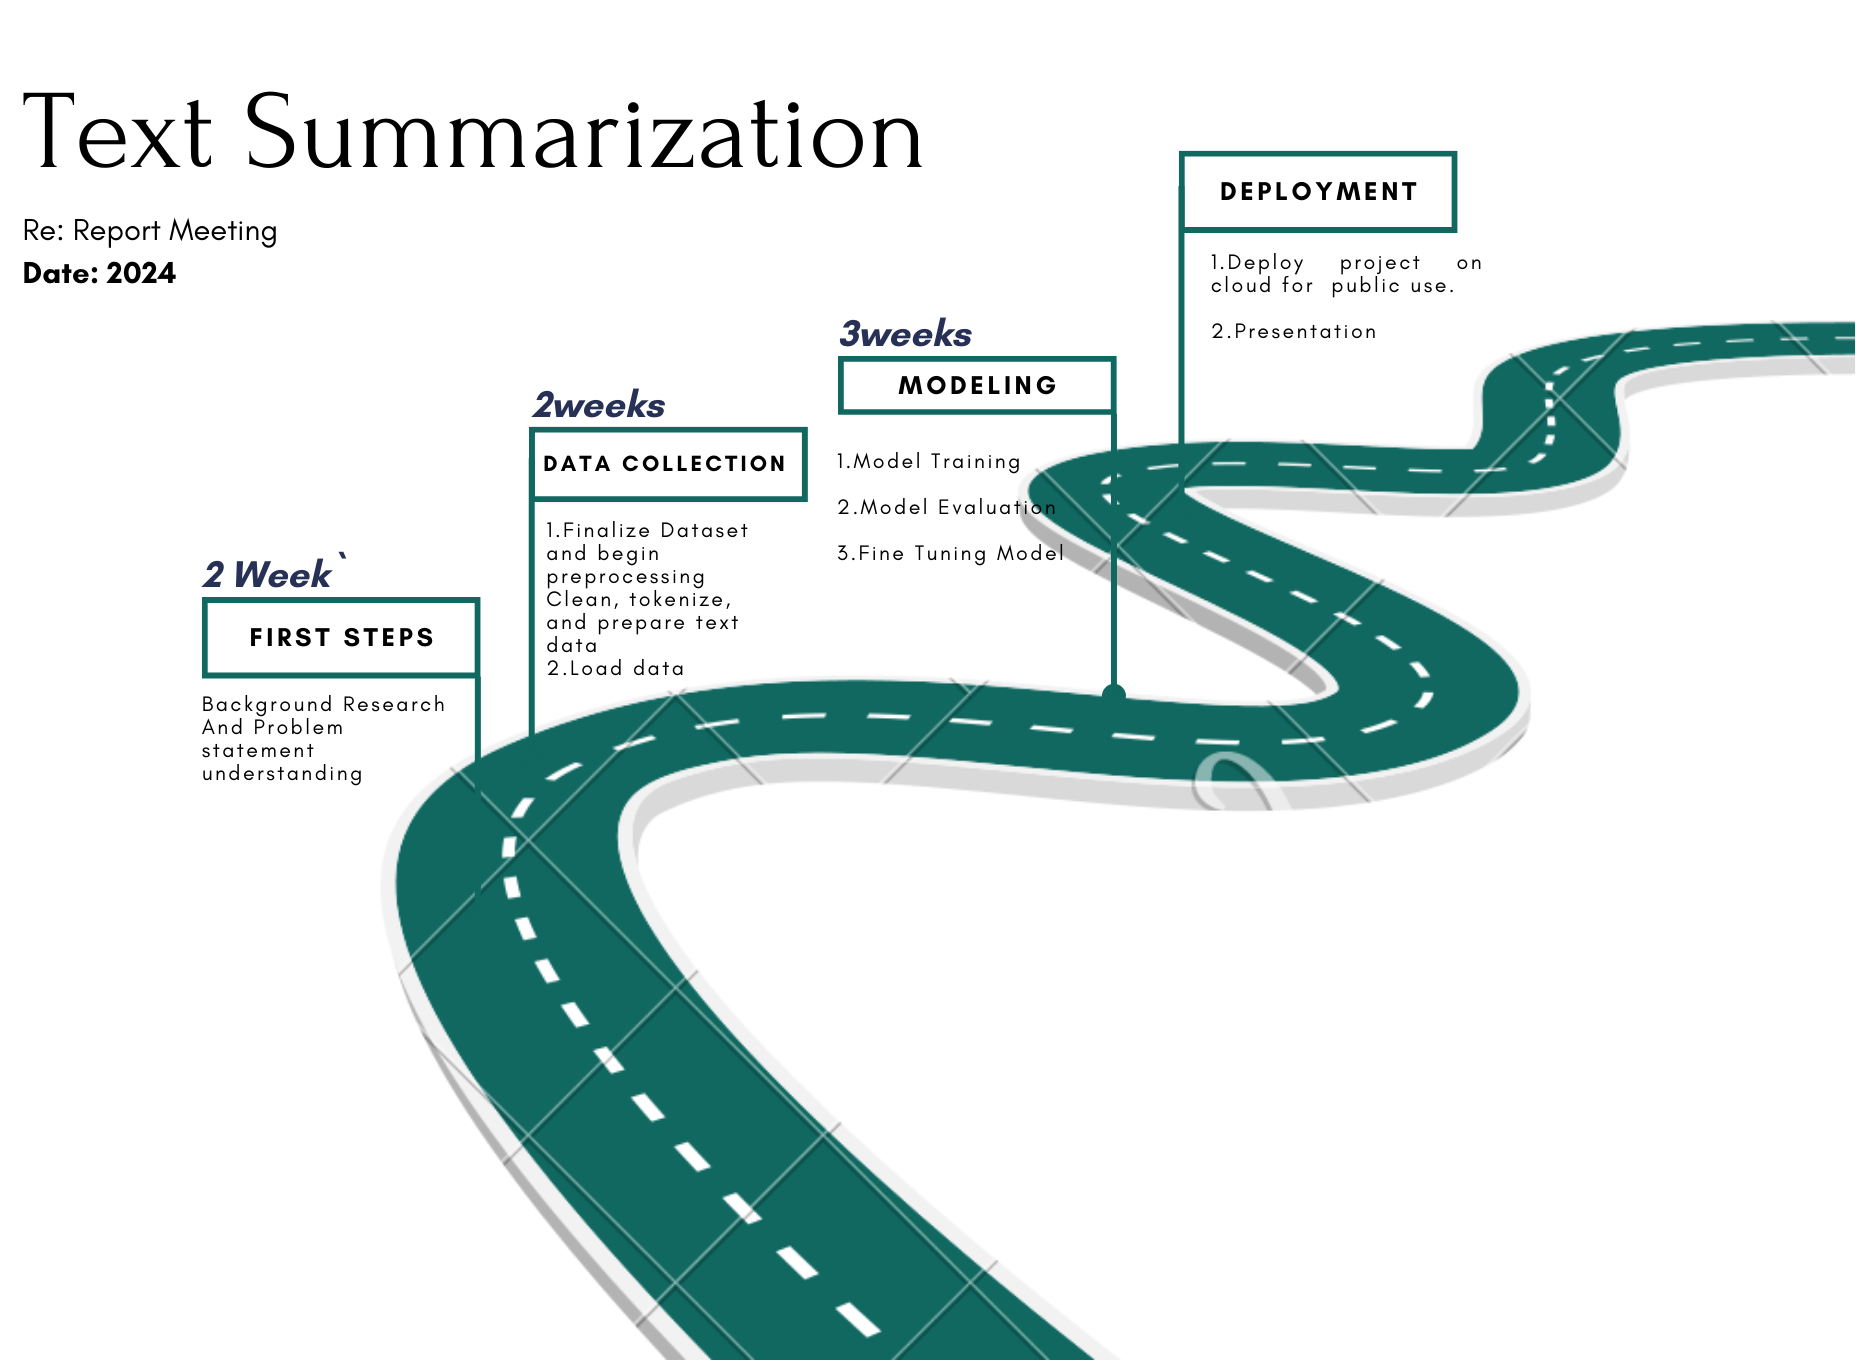 Text Summarization
Re: Report Meeting
Date: 2024
2 Week`
FIRST STEPS
Background Research
And Problem
statement
understanding
2weeks
DATA COLLECTION
1.Finalize Dataset
and begin
preprocessing
Clean, tokenize,
and prepare text
data
2.Load data
3weeks
MODELING
1.Model Training
2.Model Evaluation
3.Fine Tuning Model
DEPLOYMENT
1.Deploy project on
cloud for public use.
2.Presentation